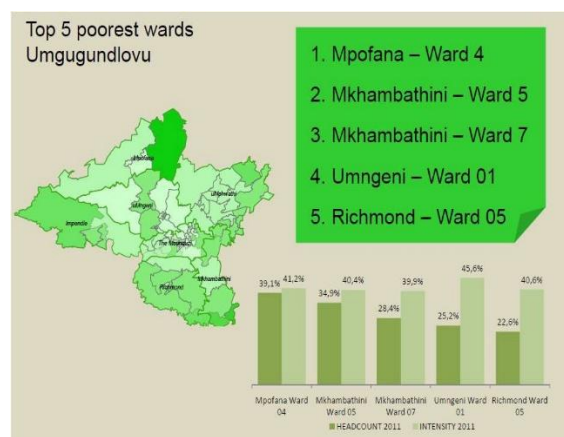 Top 5 poorest wards
Umgugundlovu
1. Mpofana – Ward 4
2. Mkhambathini – Ward 5
3. Mkhambathini – Ward 7
4. Umngeni – Ward 01
5. Richmond – Ward 05
Mpofana
uMngeni
Impendle
Richmond
Mkhambathini
39,1%
41,2%
34,9%
40,4%
28,4%
39,9%
25,2%
45,6%
22,6%
40,6%
Mpofana Ward
04
Mkhambathini
Ward 05
Mkhambathini
Ward 07
Umngeni Ward
01
Richmond Ward
05
HEADCOUNT 2011
INTENSITY 2011